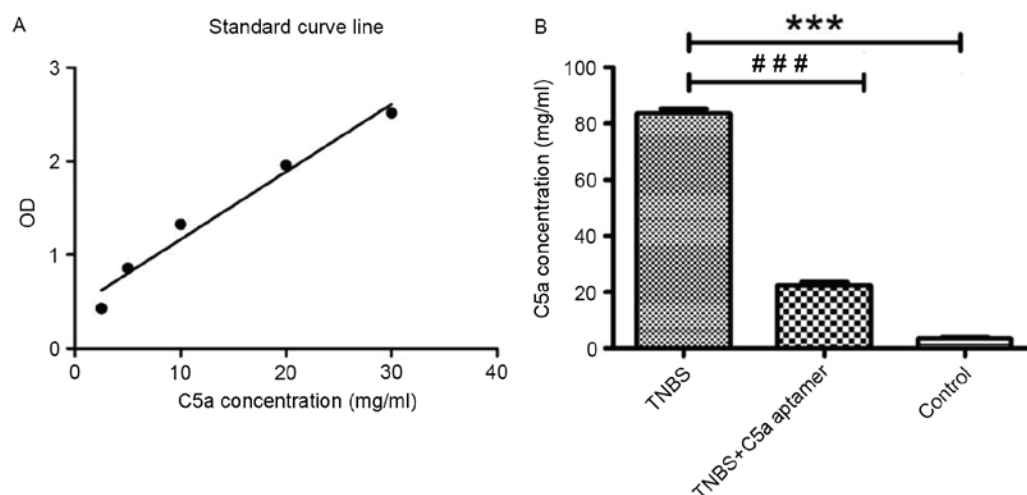 A
Standard curve line
OD
3
2
1
0
0
10
20
30
40
C5a concentration (mg/ml)
B
***
# # #
C5a concentration (mg/ml)
100
80
60
40
20
0
TNBS
TNBS+C5a aptamer
Control